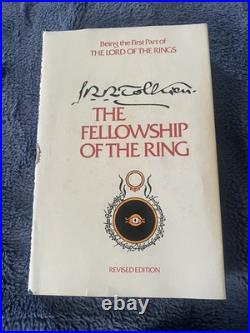 Being the First Part of
THE LORD OF THE RINGS
J.R.R. Tolkien.
THE
FELLOWSHIP
OF THE RING
REVISED EDITION